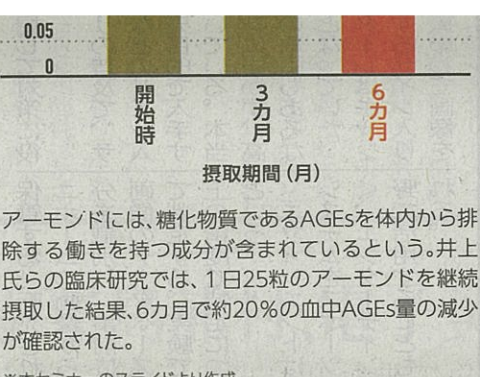 0.05
0
開始時
3カ月
6カ月
摂取期間（月）
アーモンドには、糖化物質であるAGEsを体内から排
除する働きを持つ成分が含まれているという。井上
氏らの臨床研究では、1日25粒のアーモンドを継続
摂取した結果、6カ月で約20％の血中AGEs量の減少
が確認された。